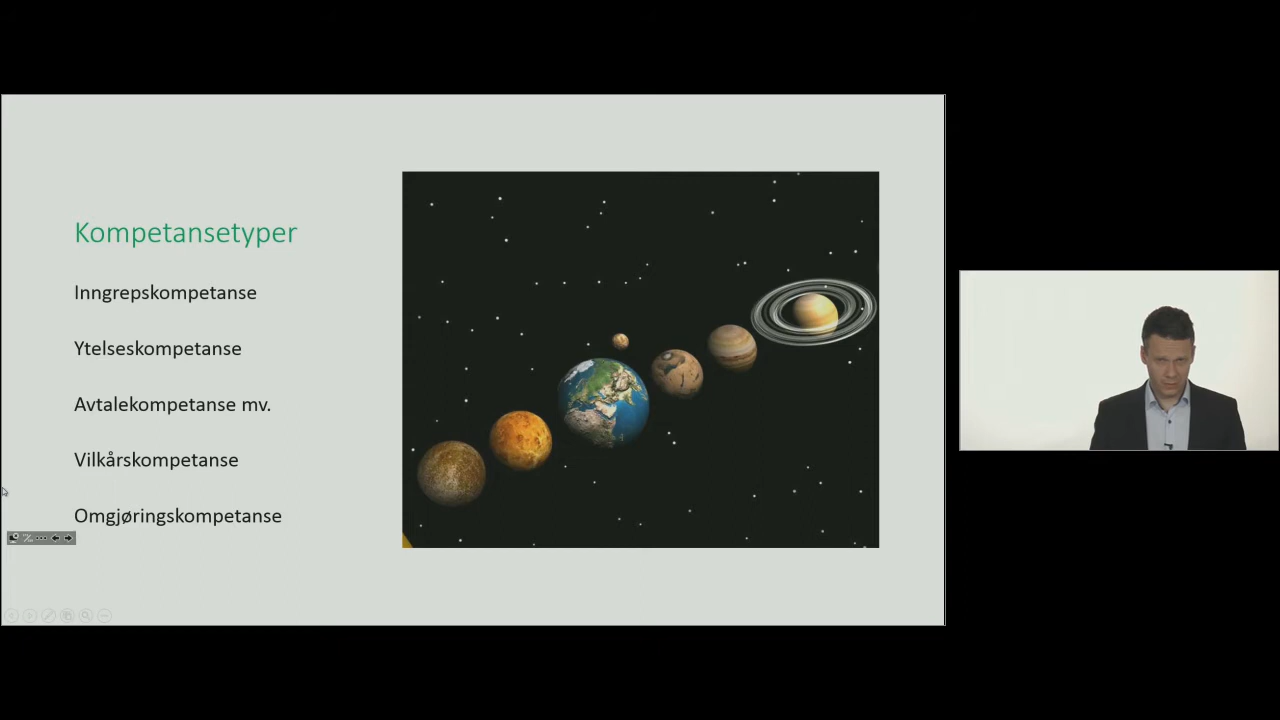 Kompetansetyper
Inngrepskompetanse
Ytelseskompetanse
Avtalekompetanse mv.
Vilkårskompetanse
Omgjøringskompetanse